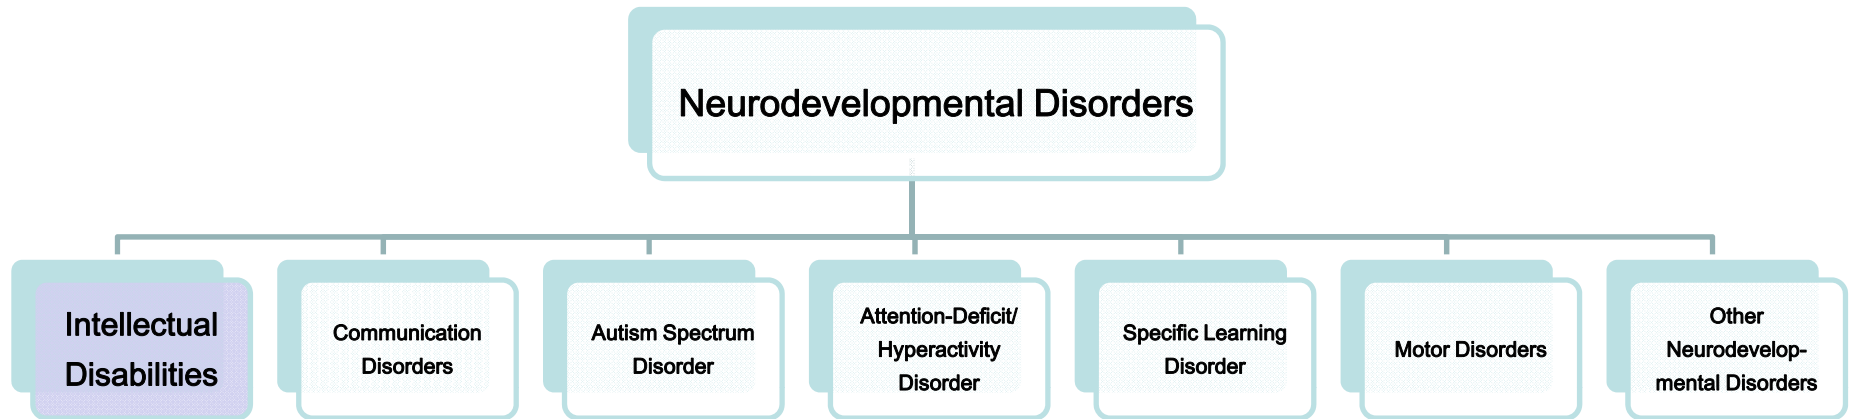 Neurodevelopmental Disorders
Intellectual
Disabilities
Communication
Disorders
Autism Spectrum
Disorder
Attention-Deficit/
Hyperactivity
Disorder
Specific Learning
Disorder
Motor Disorders
Other
Neurodevelop-
mental Disorders